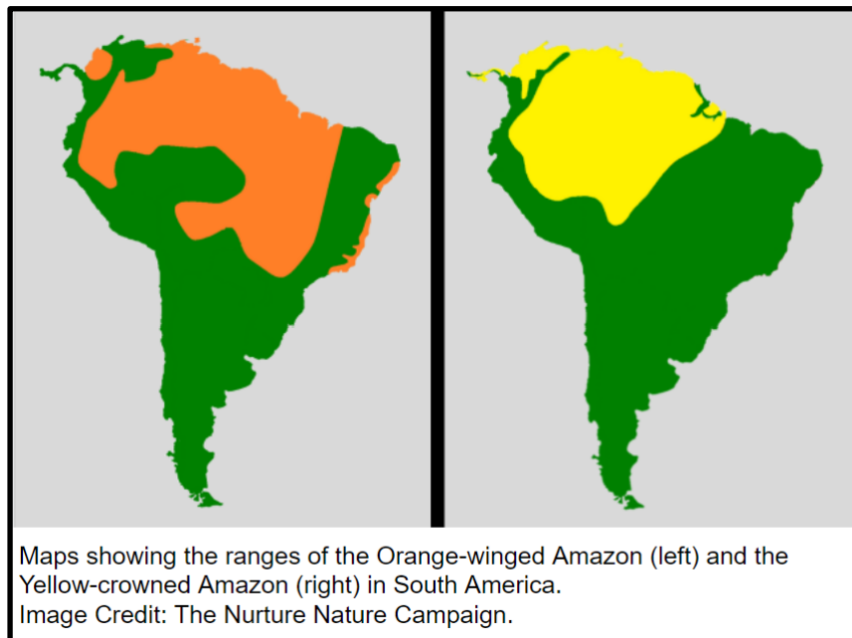 Maps showing the ranges of the Orange-winged Amazon (left) and the
Yellow-crowned Amazon (right) in South America.
Image Credit: The Nurture Nature Campaign.